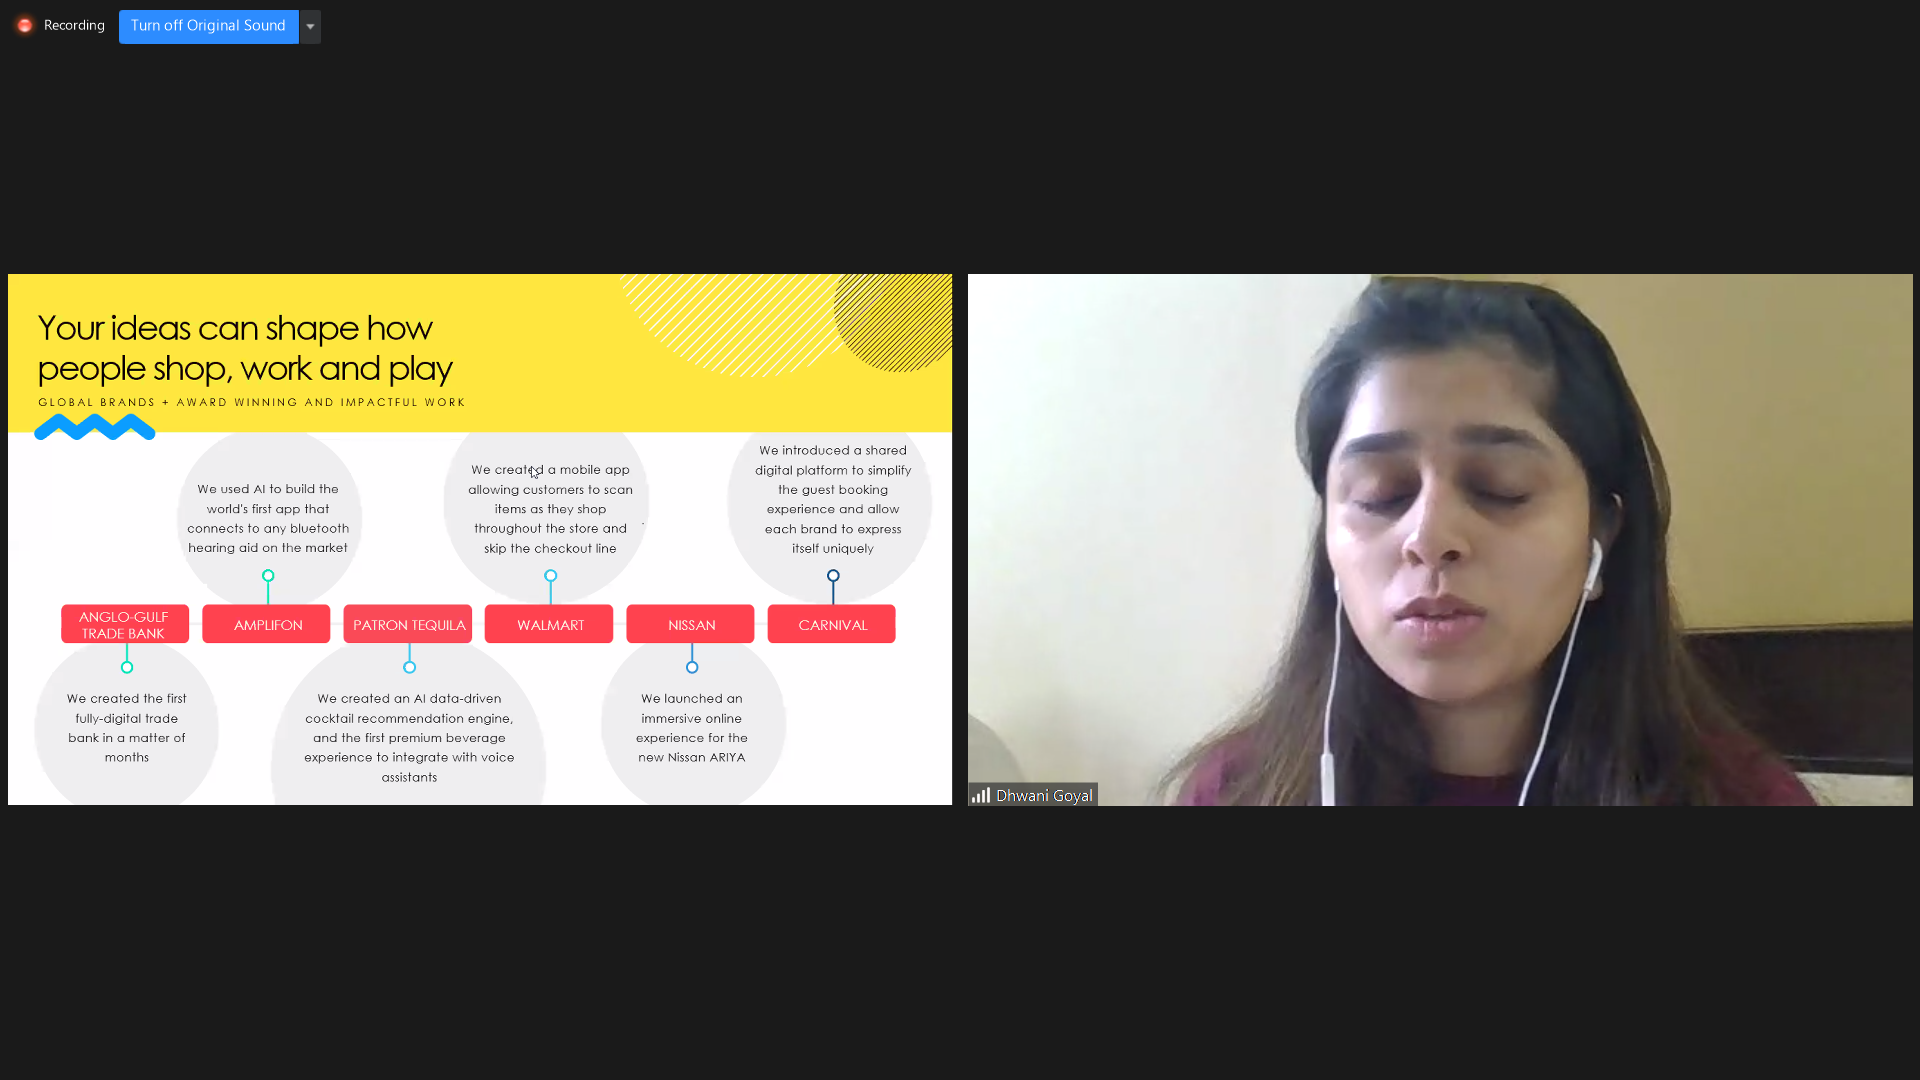 Recording
Turn off Original Sound
Your ideas can shape how
people shop, work and play
GLOBAL BRANDS + AWARD WINNING AND IMPACTFUL WORK
We used AI to build the
world's first app that
connects to any bluetooth
hearing aid on the market
We created a mobile app
allowing customers to scan
items as they shop
throughout the store and
skip the checkout line
We introduced a shared
digital platform to simplify
the guest booking
experience and allow
each brand to express
itself uniquely
ANGLO-GULF
TRADE BANK
AMPLIFON
PATRON TEQUILA
WALMART
NISSAN
CARNIVAL
We created the first
fully-digital trade
bank in a matter of
months
We created an AI data-driven
cocktail recommendation engine,
and the first premium beverage
experience to integrate with voice
assistants
We launched an
immersive online
experience for the
new Nissan ARIYA
Dhwani Goyal